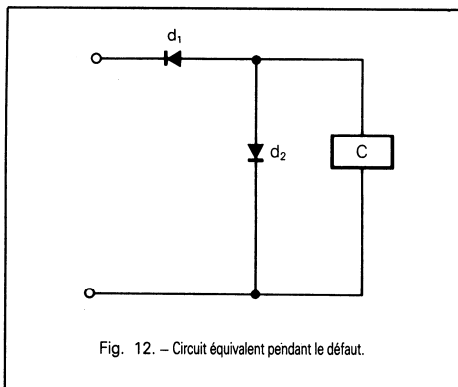 d₁
d₂
C
Fig. 12. – Circuit équivalent pendant le défaut.